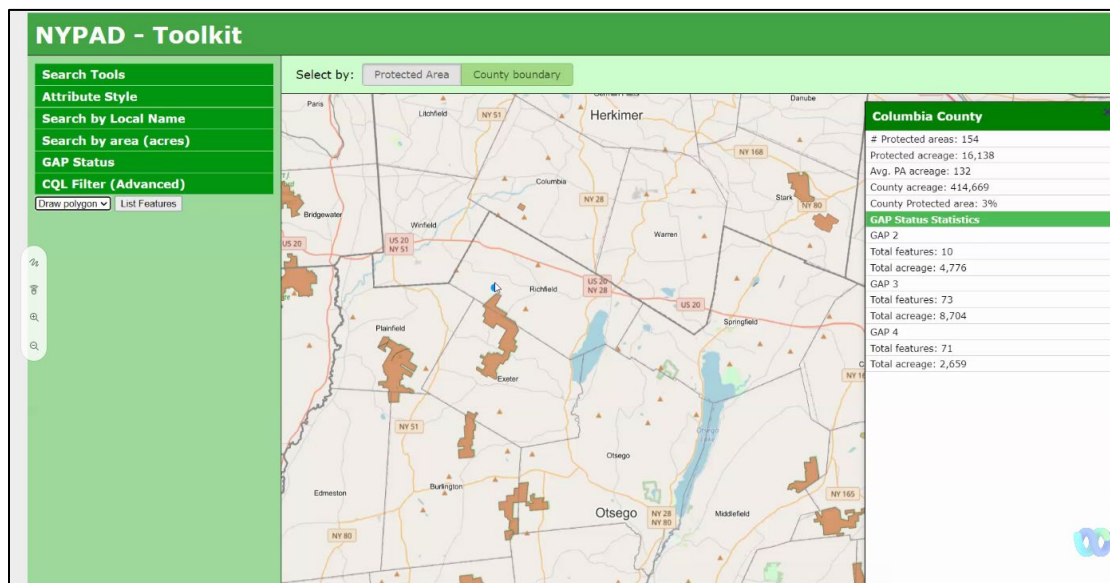 NYPAD - Toolkit
Search Tools
Attribute Style
Search by Local Name
Search by area (acres)
GAP Status
CQL Filter (Advanced)
Draw polygon
List Features
Select by:
Protected Area
County boundary
Paris
Litchfield
NY 51
Herkimer
Danube
NY 168
Columbia
Bridgewater
NY 28
Stark
NY 80
Winfield
US 20
US 20
NY 51
Warren
US 20
NY 28
Richfield
US 20
Plainfield
Springfield
Exeter
NY 51
Otsego
Burlington
Edmeston
Otsego
NY 28
NY 80
Middlefield
NY 165
NY 80
Columbia County
# Protected areas: 154
Protected acreage: 16,138
Avg. PA acreage: 132
County acreage: 414,669
County Protected area: 3%
GAP Status Statistics
GAP 2
Total features: 10
Total acreage: 4,776
GAP 3
Total features: 73
Total acreage: 8,704
GAP 4
Total features: 71
Total acreage: 2,659